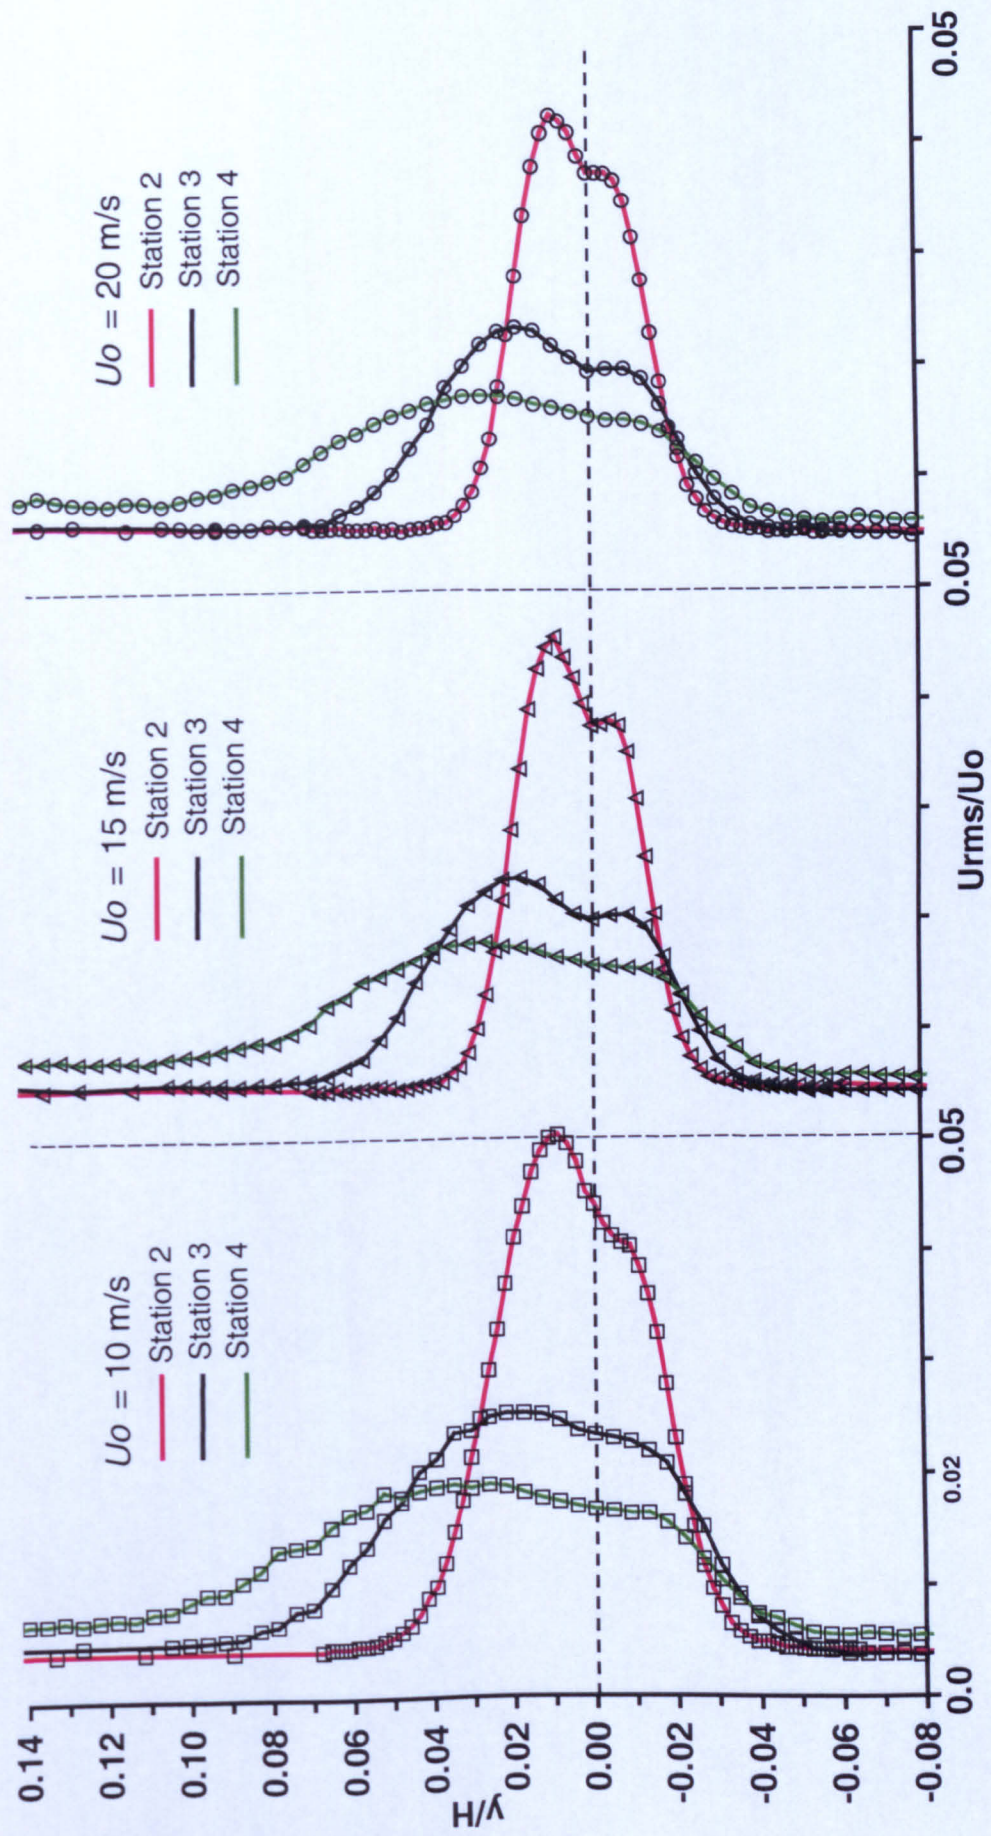 Uo = 10 m/s
Station 2
Station 3
Station 4
Uo = 15 m/s
Station 2
Station 3
Station 4
Uo = 20 m/s
Station 2
Station 3
Station 4
0.14
0.12
0.10
0.08
0.06
0.04
0.02
0.00
-0.02
-0.04
-0.06
-0.08
y/H
0.0
0.02
0.05
0.05
0.05
Urms/Uo